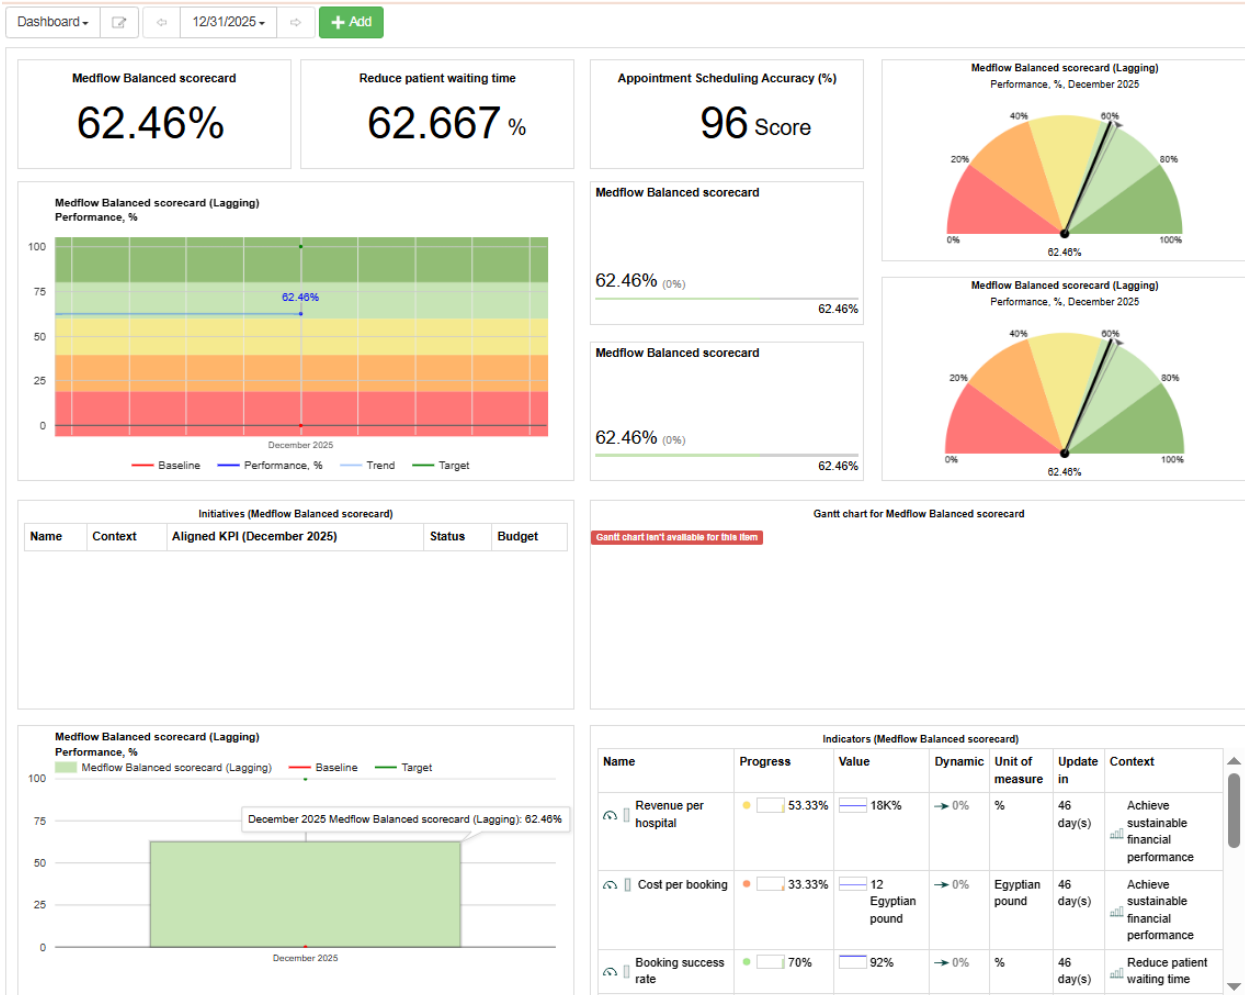 Dashboard
12/31/2025
Add
Medflow Balanced scorecard
62.46%
Reduce patient waiting time
62.667 %
Appointment Scheduling Accuracy (%)
96 Score
Medflow Balanced scorecard (Lagging)
Performance, %, December 2025
0%
20%
40%
60%
80%
100%
62.46%
Medflow Balanced scorecard (Lagging)
Performance, %
100
75
50
25
0
62.46%
December 2025
Baseline
Performance, %
Trend
Target
Medflow Balanced scorecard
62.46% (0%)
62.46%
Medflow Balanced scorecard
62.46% (0%)
62.46%
Medflow Balanced scorecard (Lagging)
Performance, %, December 2025
0%
20%
40%
60%
80%
100%
62.46%
Initiatives (Medflow Balanced scorecard)
Name Context Aligned KPI (December 2025) Status Budget
Gantt chart for Medflow Balanced scorecard
Gantt chart isn't available for this item
Medflow Balanced scorecard (Lagging)
Performance, %
Medflow Balanced scorecard (Lagging) Baseline Target
100
75
50
25
0
December 2025 Medflow Balanced scorecard (Lagging): 62.46%
December 2025
Indicators (Medflow Balanced scorecard)
Name Progress Value Dynamic Unit of measure Update in Context
Revenue per hospital 53.33% 18K% 0% % 46 day(s) Achieve sustainable financial performance
Cost per booking 33.33% 12 Egyptian pound 0% Egyptian pound 46 day(s) Achieve sustainable financial performance
Booking success rate 70% 92% 0% % 46 day(s) Reduce patient waiting time